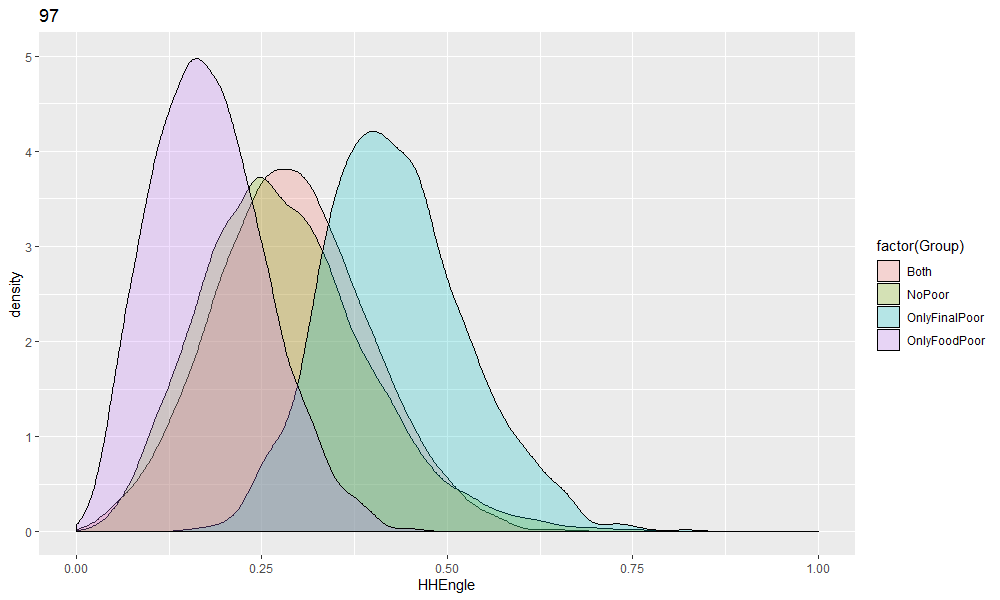 97
5
4
3
2
1
0
density
0.00 0.25 0.50 0.75 1.00
HHEngle
factor(Group)
Both
NoPoor
OnlyFinalPoor
OnlyFoodPoor